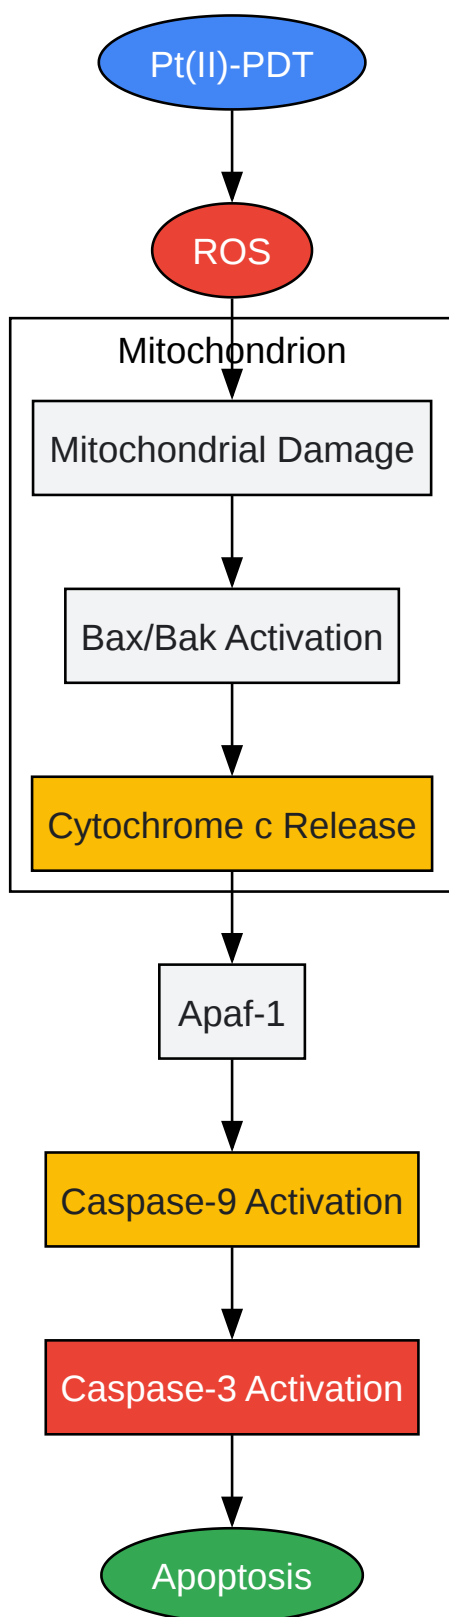 Pt(II)-PDT
ROS
Mitochondrion
Mitochondrial Damage
Bax/Bak Activation
Cytochrome c Release
Apaf-1
Caspase-9 Activation
Caspase-3 Activation
Apoptosis